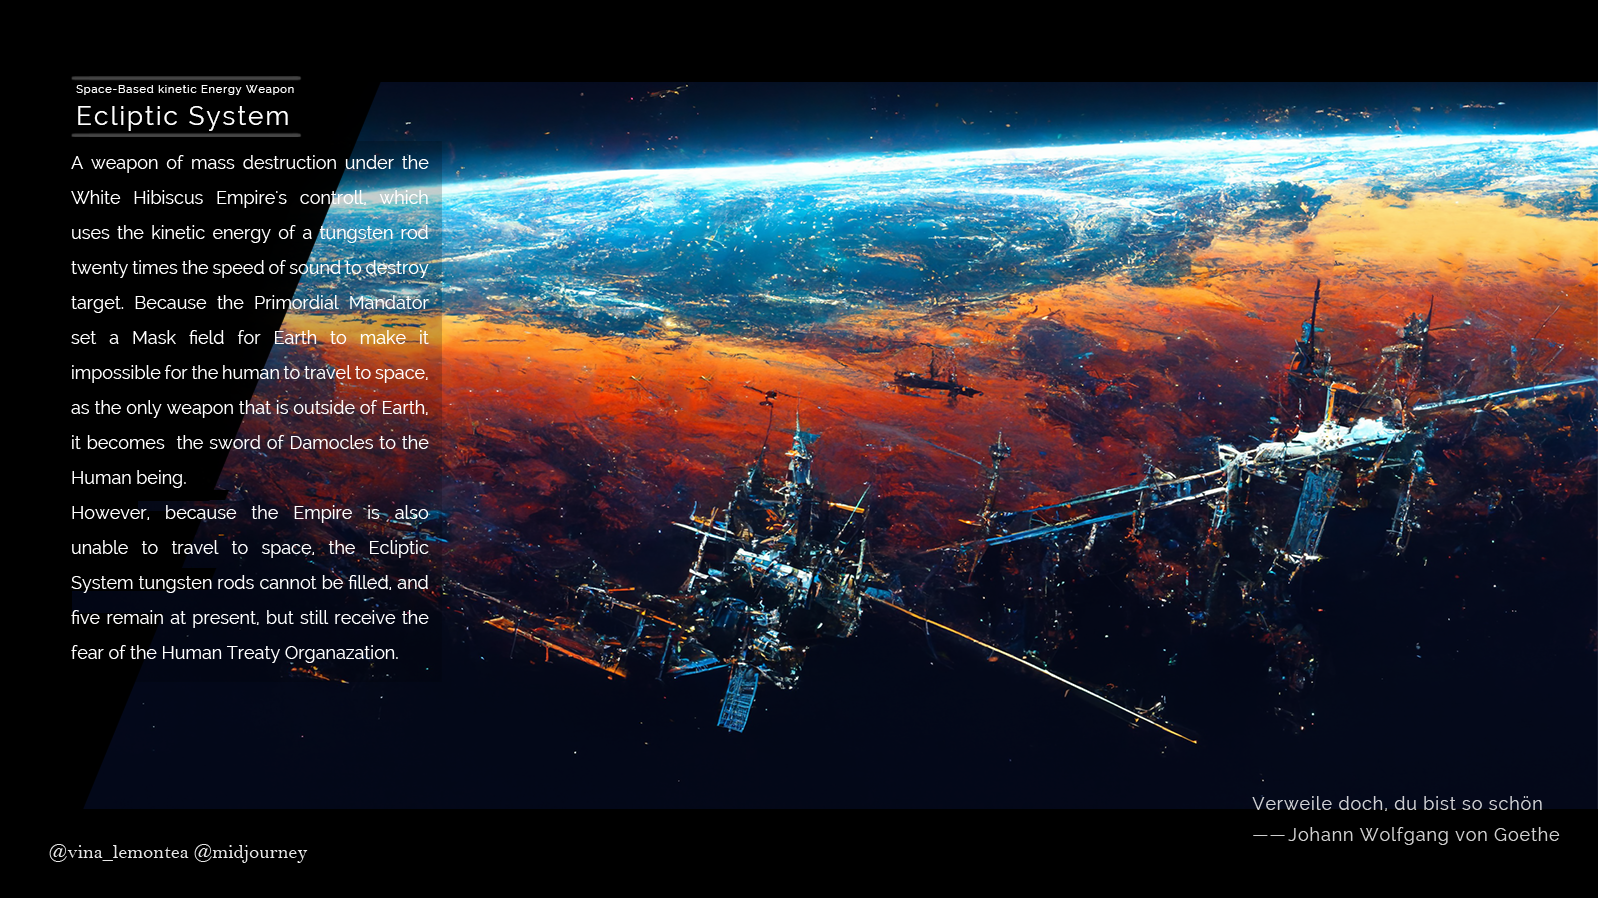 Space-Based kinetic Energy Weapon
Ecliptic System
A weapon of mass destruction under the
White Hibiscus Empire's controll, which
uses the kinetic energy of a tungsten rod
twenty times the speed of sound to destroy
target. Because the Primordial Mandator
set a Mask field for Earth to make it
impossible for the human to travel to space,
as the only weapon that is outside of Earth,
it becomes the sword of Damocles to the
Human being.
However, because the Empire is also
unable to travel to space, the Ecliptic
System tungsten rods cannot be filled, and
five remain at present, but still receive the
fear of the Human Treaty Organazation.
Verweile doch, du bist so schön
——Johann Wolfgang von Goethe
@vina_lemontea @midjourney